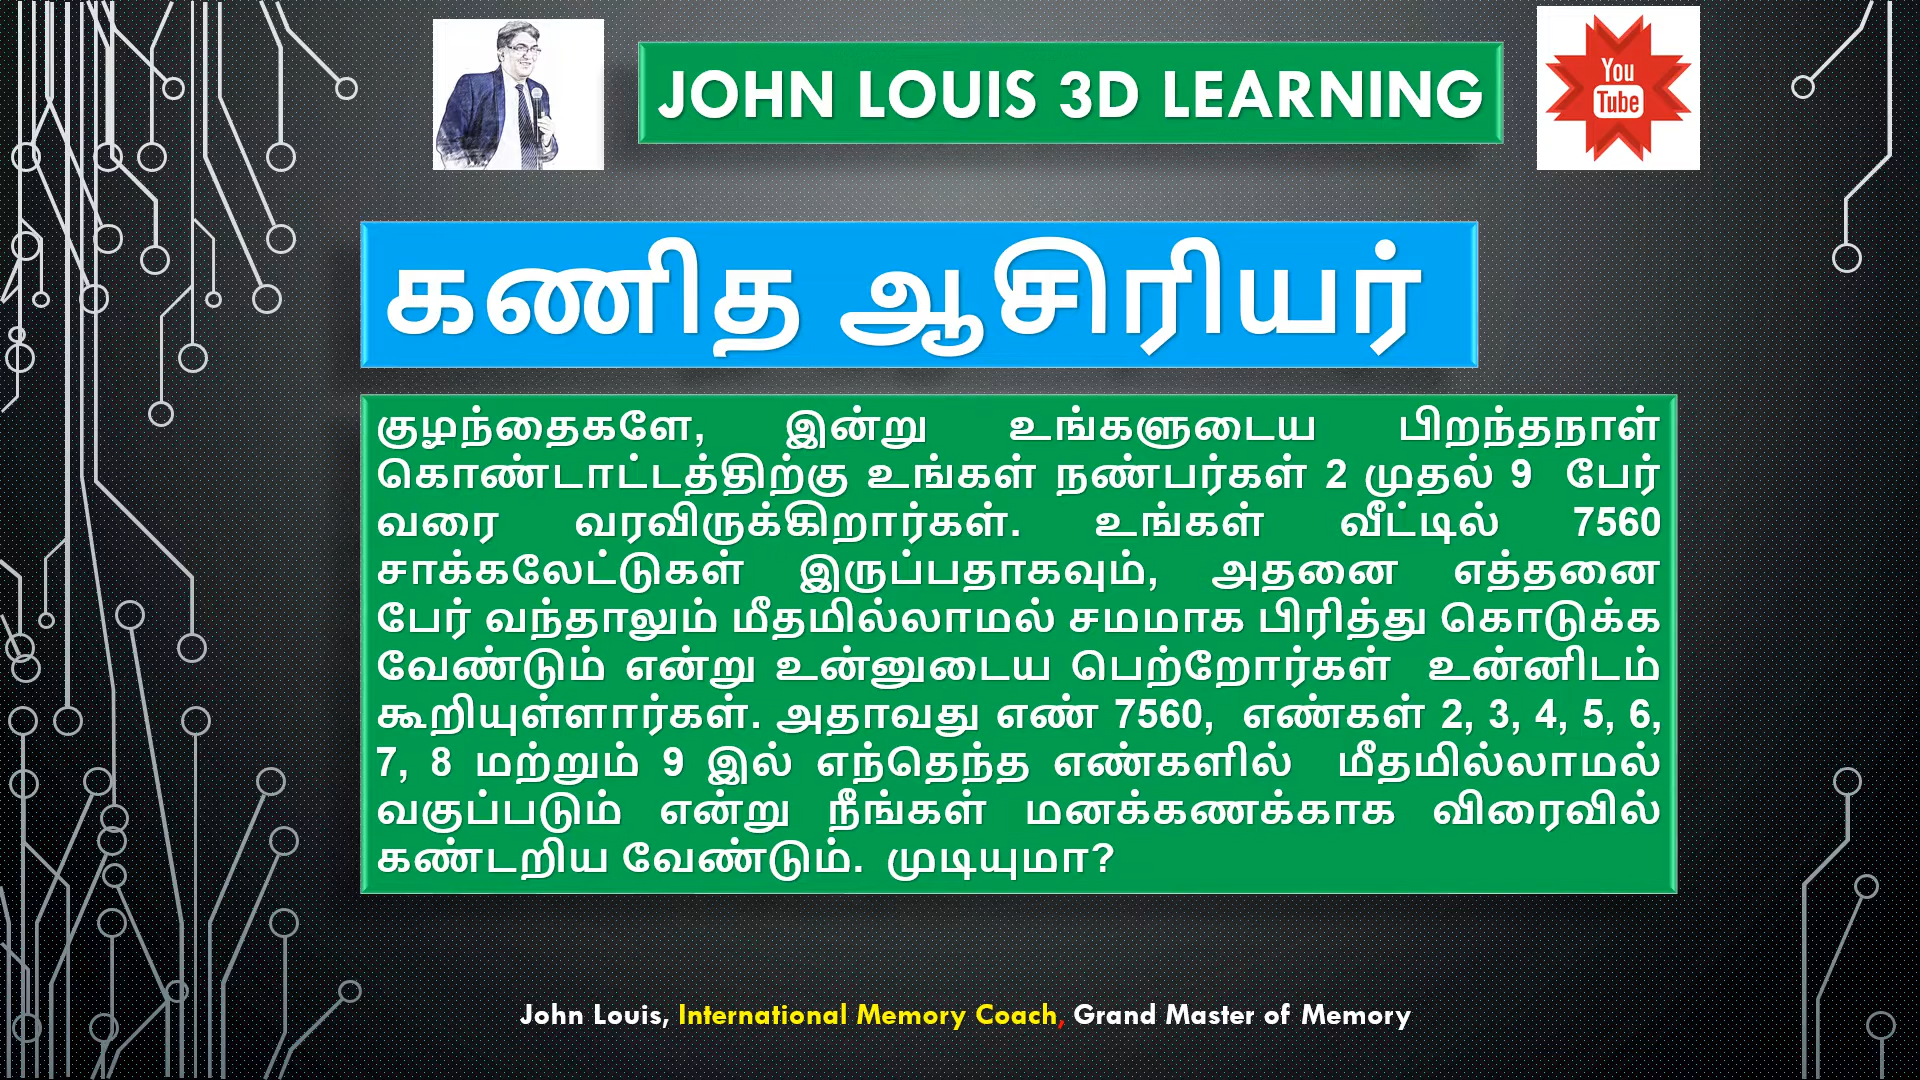 JOHN LOUIS 3D LEARNING
You
Tube
கணித ஆசிரியர்
குழந்தைகளே, இன்று உங்களுடைய பிறந்தநாள்
கொண்டாட்டத்திற்கு உங்கள் நண்பர்கள் 2 முதல் 9 பேர்
வரை வரவிருக்கிறார்கள். உங்கள் வீட்டில் 7560
சாக்கலேட்டுகள் இருப்பதாகவும், அதனை எத்தனை
பேர் வந்தாலும் மீதமில்லாமல் சமமாக பிரித்து கொடுக்க
வேண்டும் என்று உன்னுடைய பெற்றோர்கள் உன்னிடம்
கூறியுள்ளார்கள். அதாவது எண் 7560, எண்கள் 2, 3, 4, 5, 6,
7, 8 மற்றும் 9 இல் எந்தெந்த எண்களில் மீதமில்லாமல்
வகுப்படும் என்று நீங்கள் மனக்கணக்காக விரைவில்
கண்டறிய வேண்டும். முடியுமா?
John Louis, International Memory Coach, Grand Master of Memory